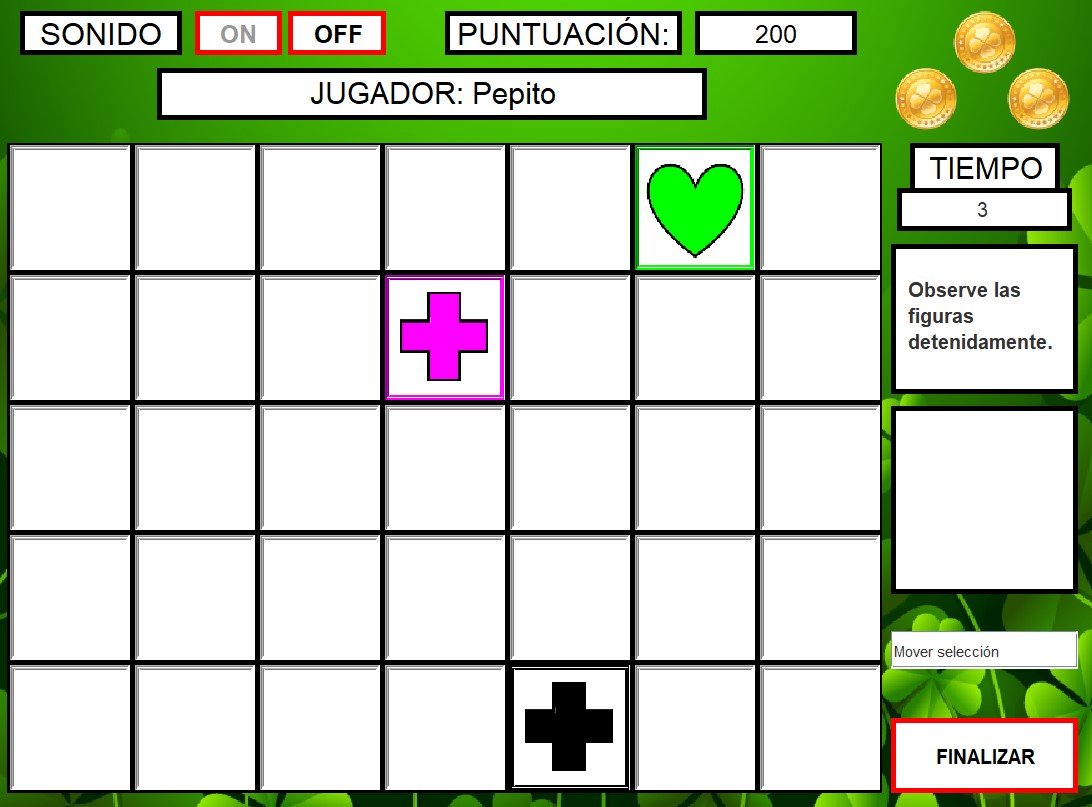 SONIDO
ON
OFF
PUNTUACIÓN:
200
JUGADOR: Pepito
TIEMPO
3
Observe las
figuras
detenidamente.
Mover selección
FINALIZAR